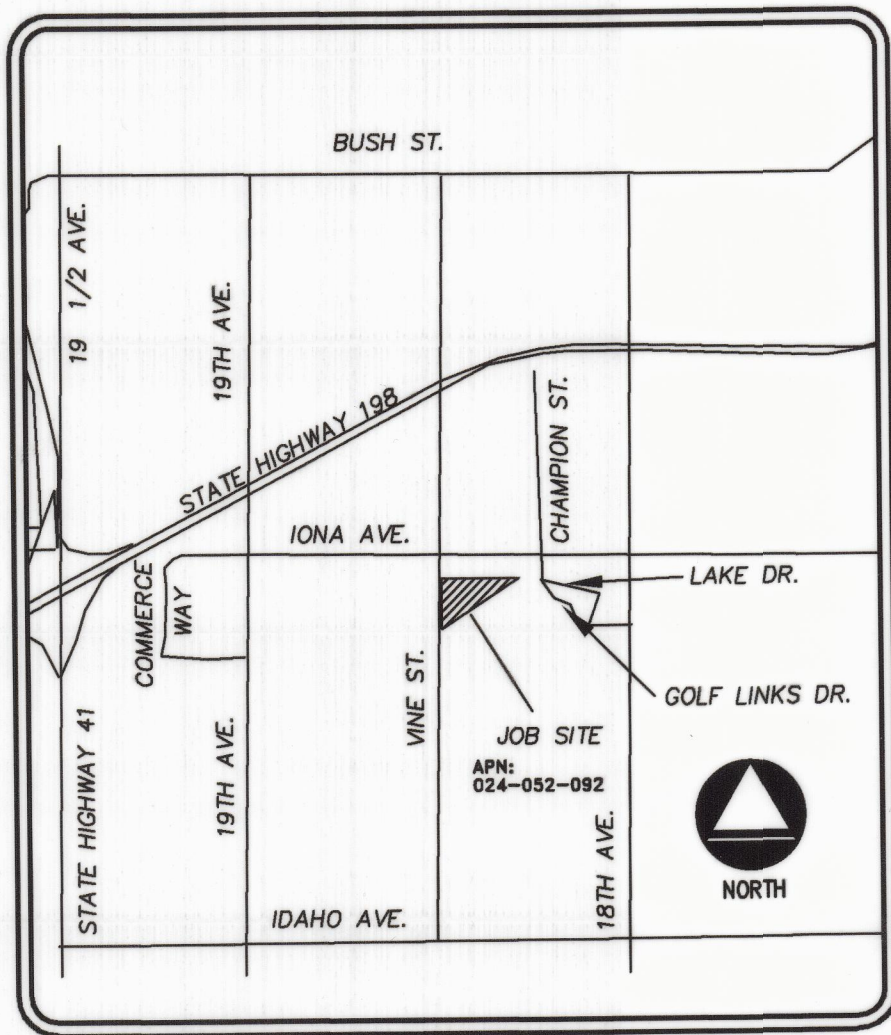 BUSH ST.
19 1/2 AVE.
19TH AVE.
STATE HIGHWAY 198
CHAMPION ST.
IONA AVE.
LAKE DR.
COMMERCE
WAY
GOLF LINKS DR.
VINE ST.
JOB SITE
APN:
024-052-092
STATE HIGHWAY 41
19TH AVE.
18TH AVE.
NORTH
IDAHO AVE.